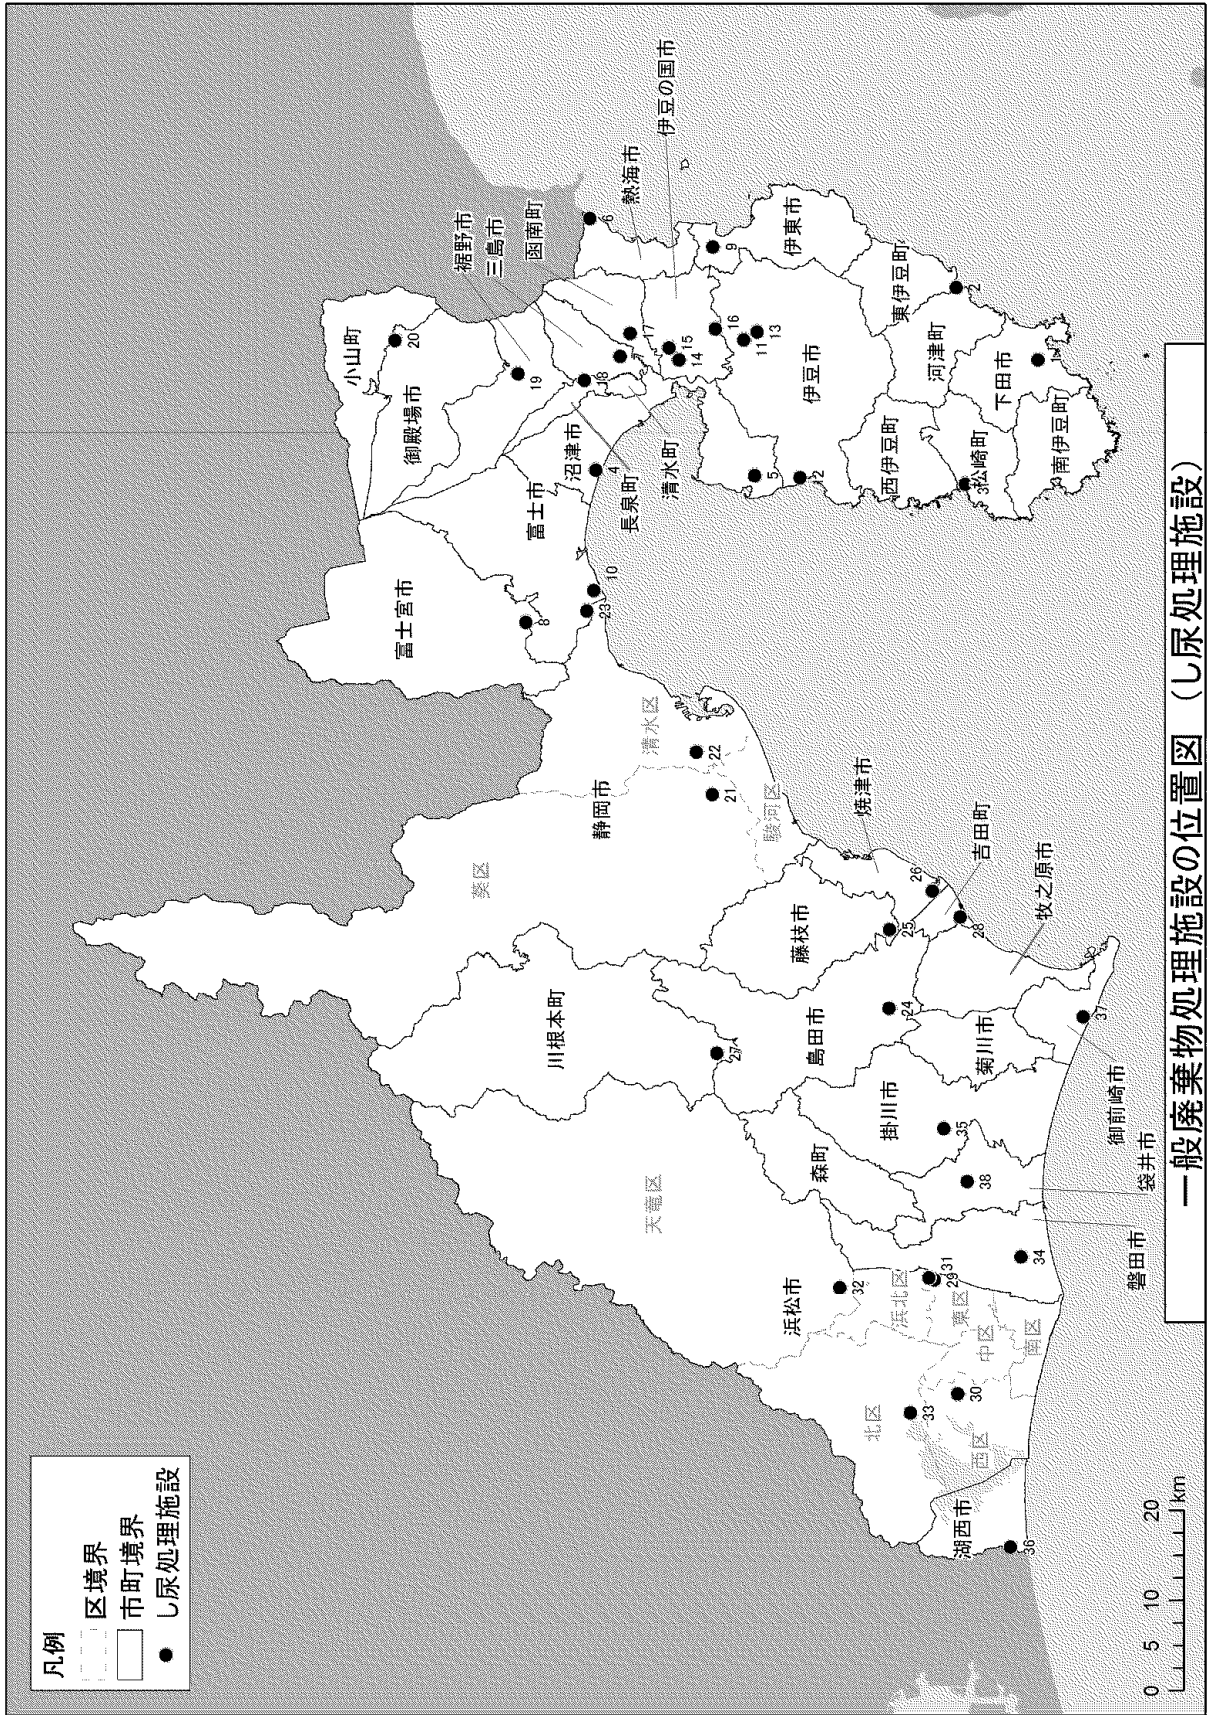 凡例
区境界
市町境界
し尿処理施設
0 5 10 20
km
一般廃棄物処理施設の位置図 （し尿処理施設）
小山町
20
御殿場市
裾野市
19
三島市
函南町
熱海市
伊豆の国市
6
17
18
15
14
16
9
伊東市
11
13
伊豆市
東伊豆町
2
河津町
下田市
1
南伊豆町
松崎町
3
西伊豆町
12
5
沼津市
4
長泉町
清水町
富士市
10
23
8
富士宮市
清水区
22
21
静岡市
駿河区
葵区
焼津市
26
吉田町
28
牧之原市
25
藤枝市
川根本町
27
島田市
24
菊川市
37
御前崎市
掛川市
35
森町
38
袋井市
磐田市
34
天竜区
浜松市
32
浜北区
31
29
東区
中区
南区
30
33
北区
西区
湖西市
36